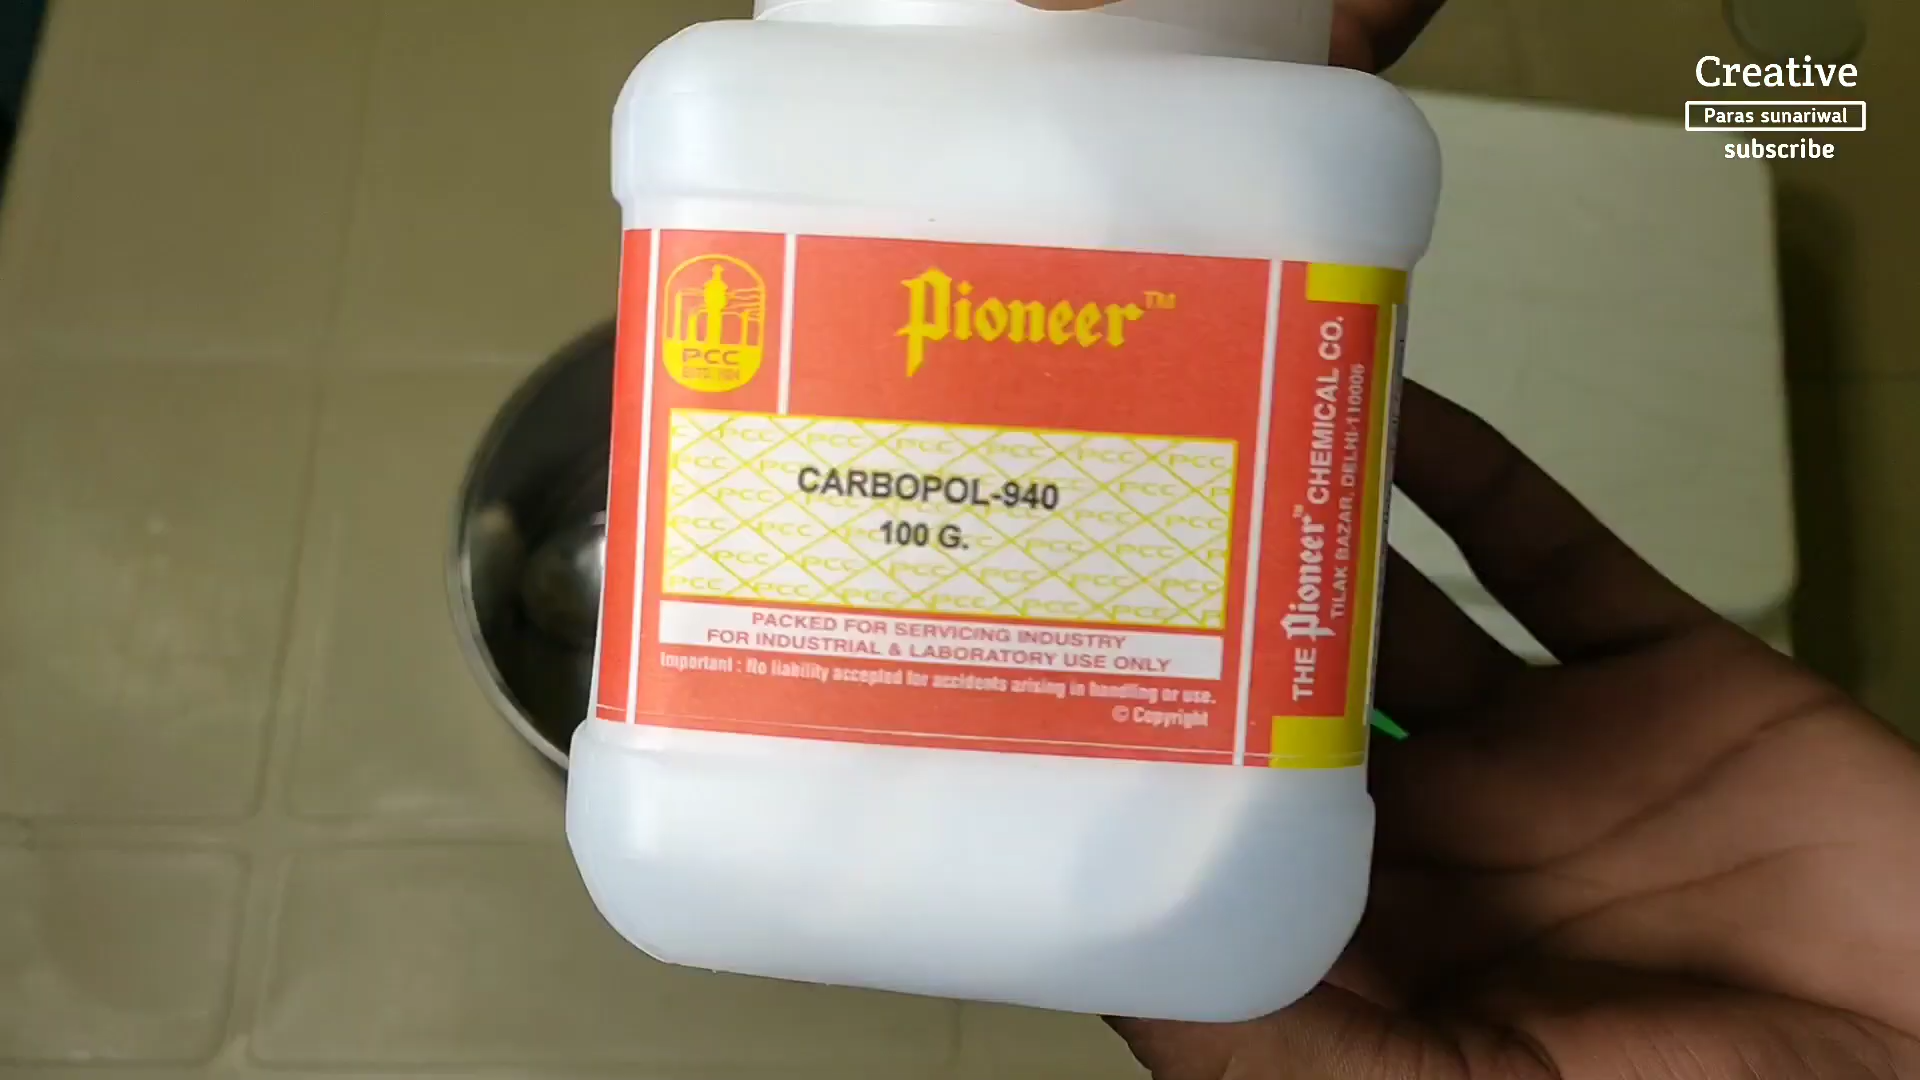 Creative
Paras sunariwal
subscribe
Pioneer™
PCC
CARBOPOL-940
100 G.
PACKED FOR SERVICING INDUSTRY
FOR INDUSTRIAL & LABORATORY USE ONLY
Important : No liability accepted for accidents arising in handling or use.
© Copyright
THE Pioneer™ CHEMICAL CO.
TILAK BAZAR, DELHI-110006